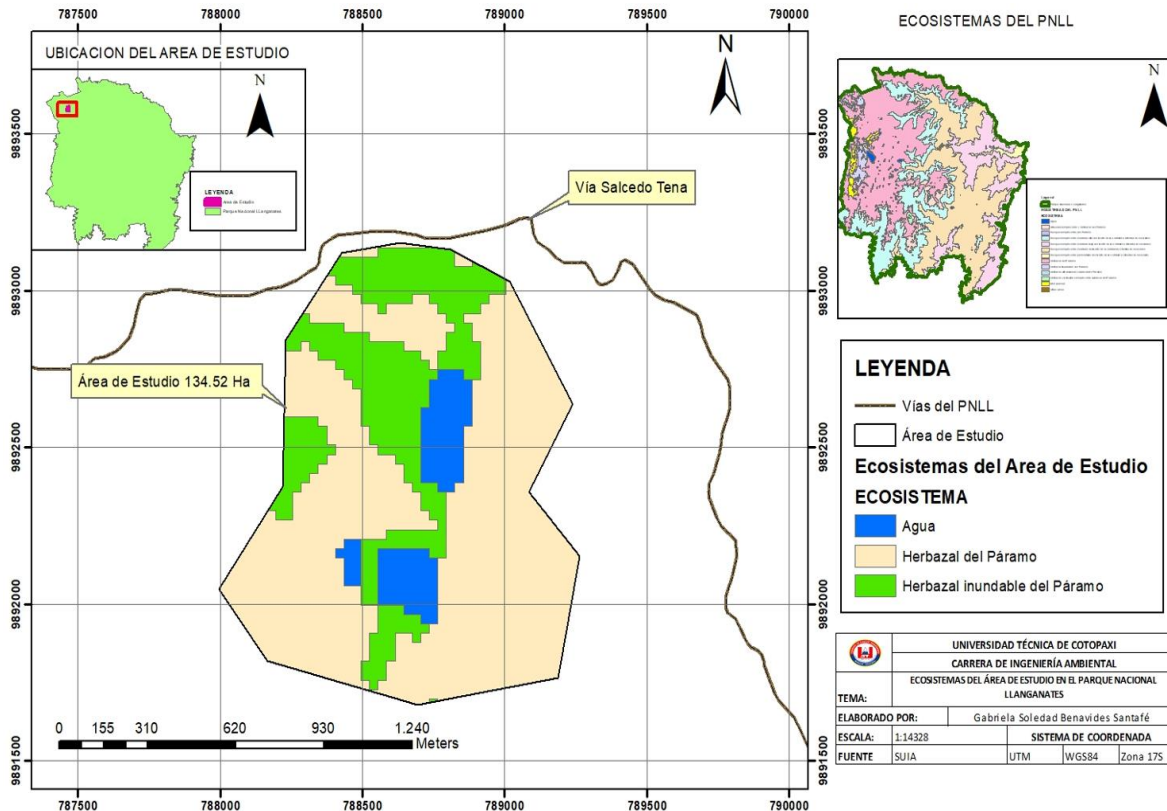 787500 788000 788500 789000 789500 790000
UBICACION DEL AREA DE ESTUDIO
N
LEYENDA
Area de Estudio
Parque Nacional LLanganates
N
Vía Salcedo Tena
Área de Estudio 134.52 Ha
9893500
9893000
9892500
9892000
9891500
9893500
9893000
9892500
9892000
9891500
0 155 310 620 930 1.240
Meters
787500 788000 788500 789000 789500 790000
ECOSISTEMAS DEL PNLL
N
LEYENDA
Vías del PNLL
Área de Estudio
Ecosistemas del Area de Estudio
ECOSISTEMA
Agua
Herbazal del Páramo
Herbazal inundable del Páramo
UNIVERSIDAD TÉCNICA DE COTOPAXI
CARRERA DE INGENIERÍA AMBIENTAL
TEMA: ECOSISTEMAS DEL ÁREA DE ESTUDIO EN EL PARQUE NACIONAL
LLANGANATES
ELABORADO POR: Gabriela Soledad Benavides Santafé
ESCALA: 1:14328 SISTEMA DE COORDENADA
FUENTE SUIA UTM WGS84 Zona 17S